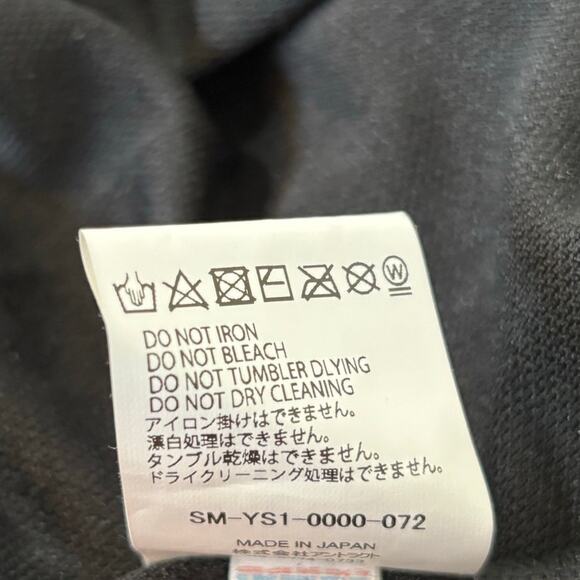 W
DO NOT IRON
DO NOT BLEACH
DO NOT TUMBLER DLYING
DO NOT DRY CLEANING
アイロン掛けはできません。
漂白処理はできません。
タンブル乾燥はできません。
ドライクリーニング処理はできません。
SM-YS1-0000-072
MADE IN JAPAN
株式会社アントラクト